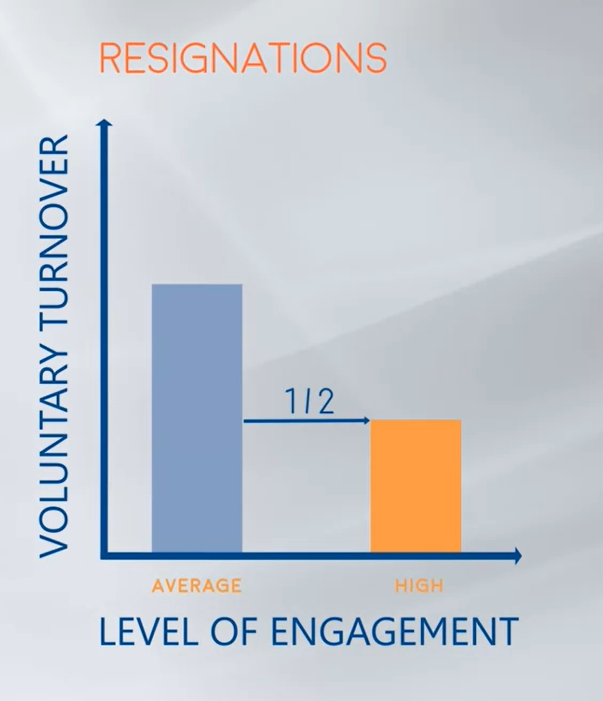 RESIGNATIONS
VOLUNTARY TURNOVER
1/2
AVERAGE HIGH
LEVEL OF ENGAGEMENT